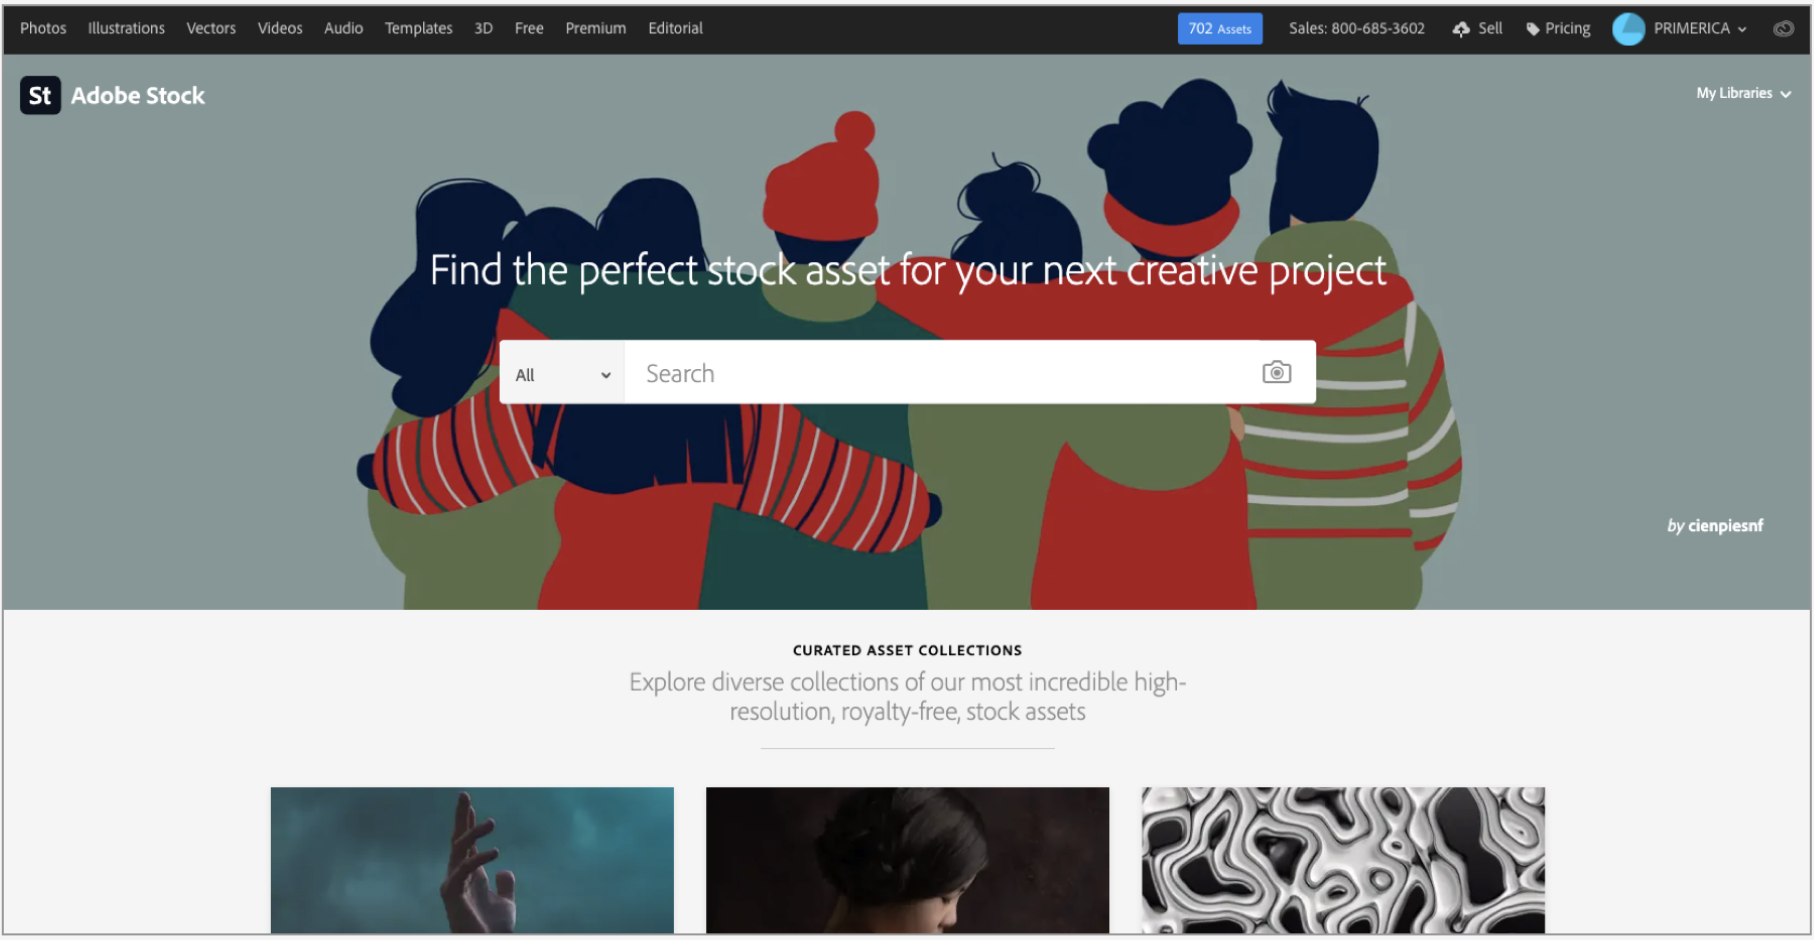 Photos Illustrations Vectors Videos Audio Templates 3D Free Premium Editorial 702 Assets Sales: 800-685-3602 Sell Pricing PRIMERICA
St Adobe Stock
My Libraries
Find the perfect stock asset for your next creative project
All Search
by cienpiesnf
CURATED ASSET COLLECTIONS
Explore diverse collections of our most incredible high-
resolution, royalty-free, stock assets